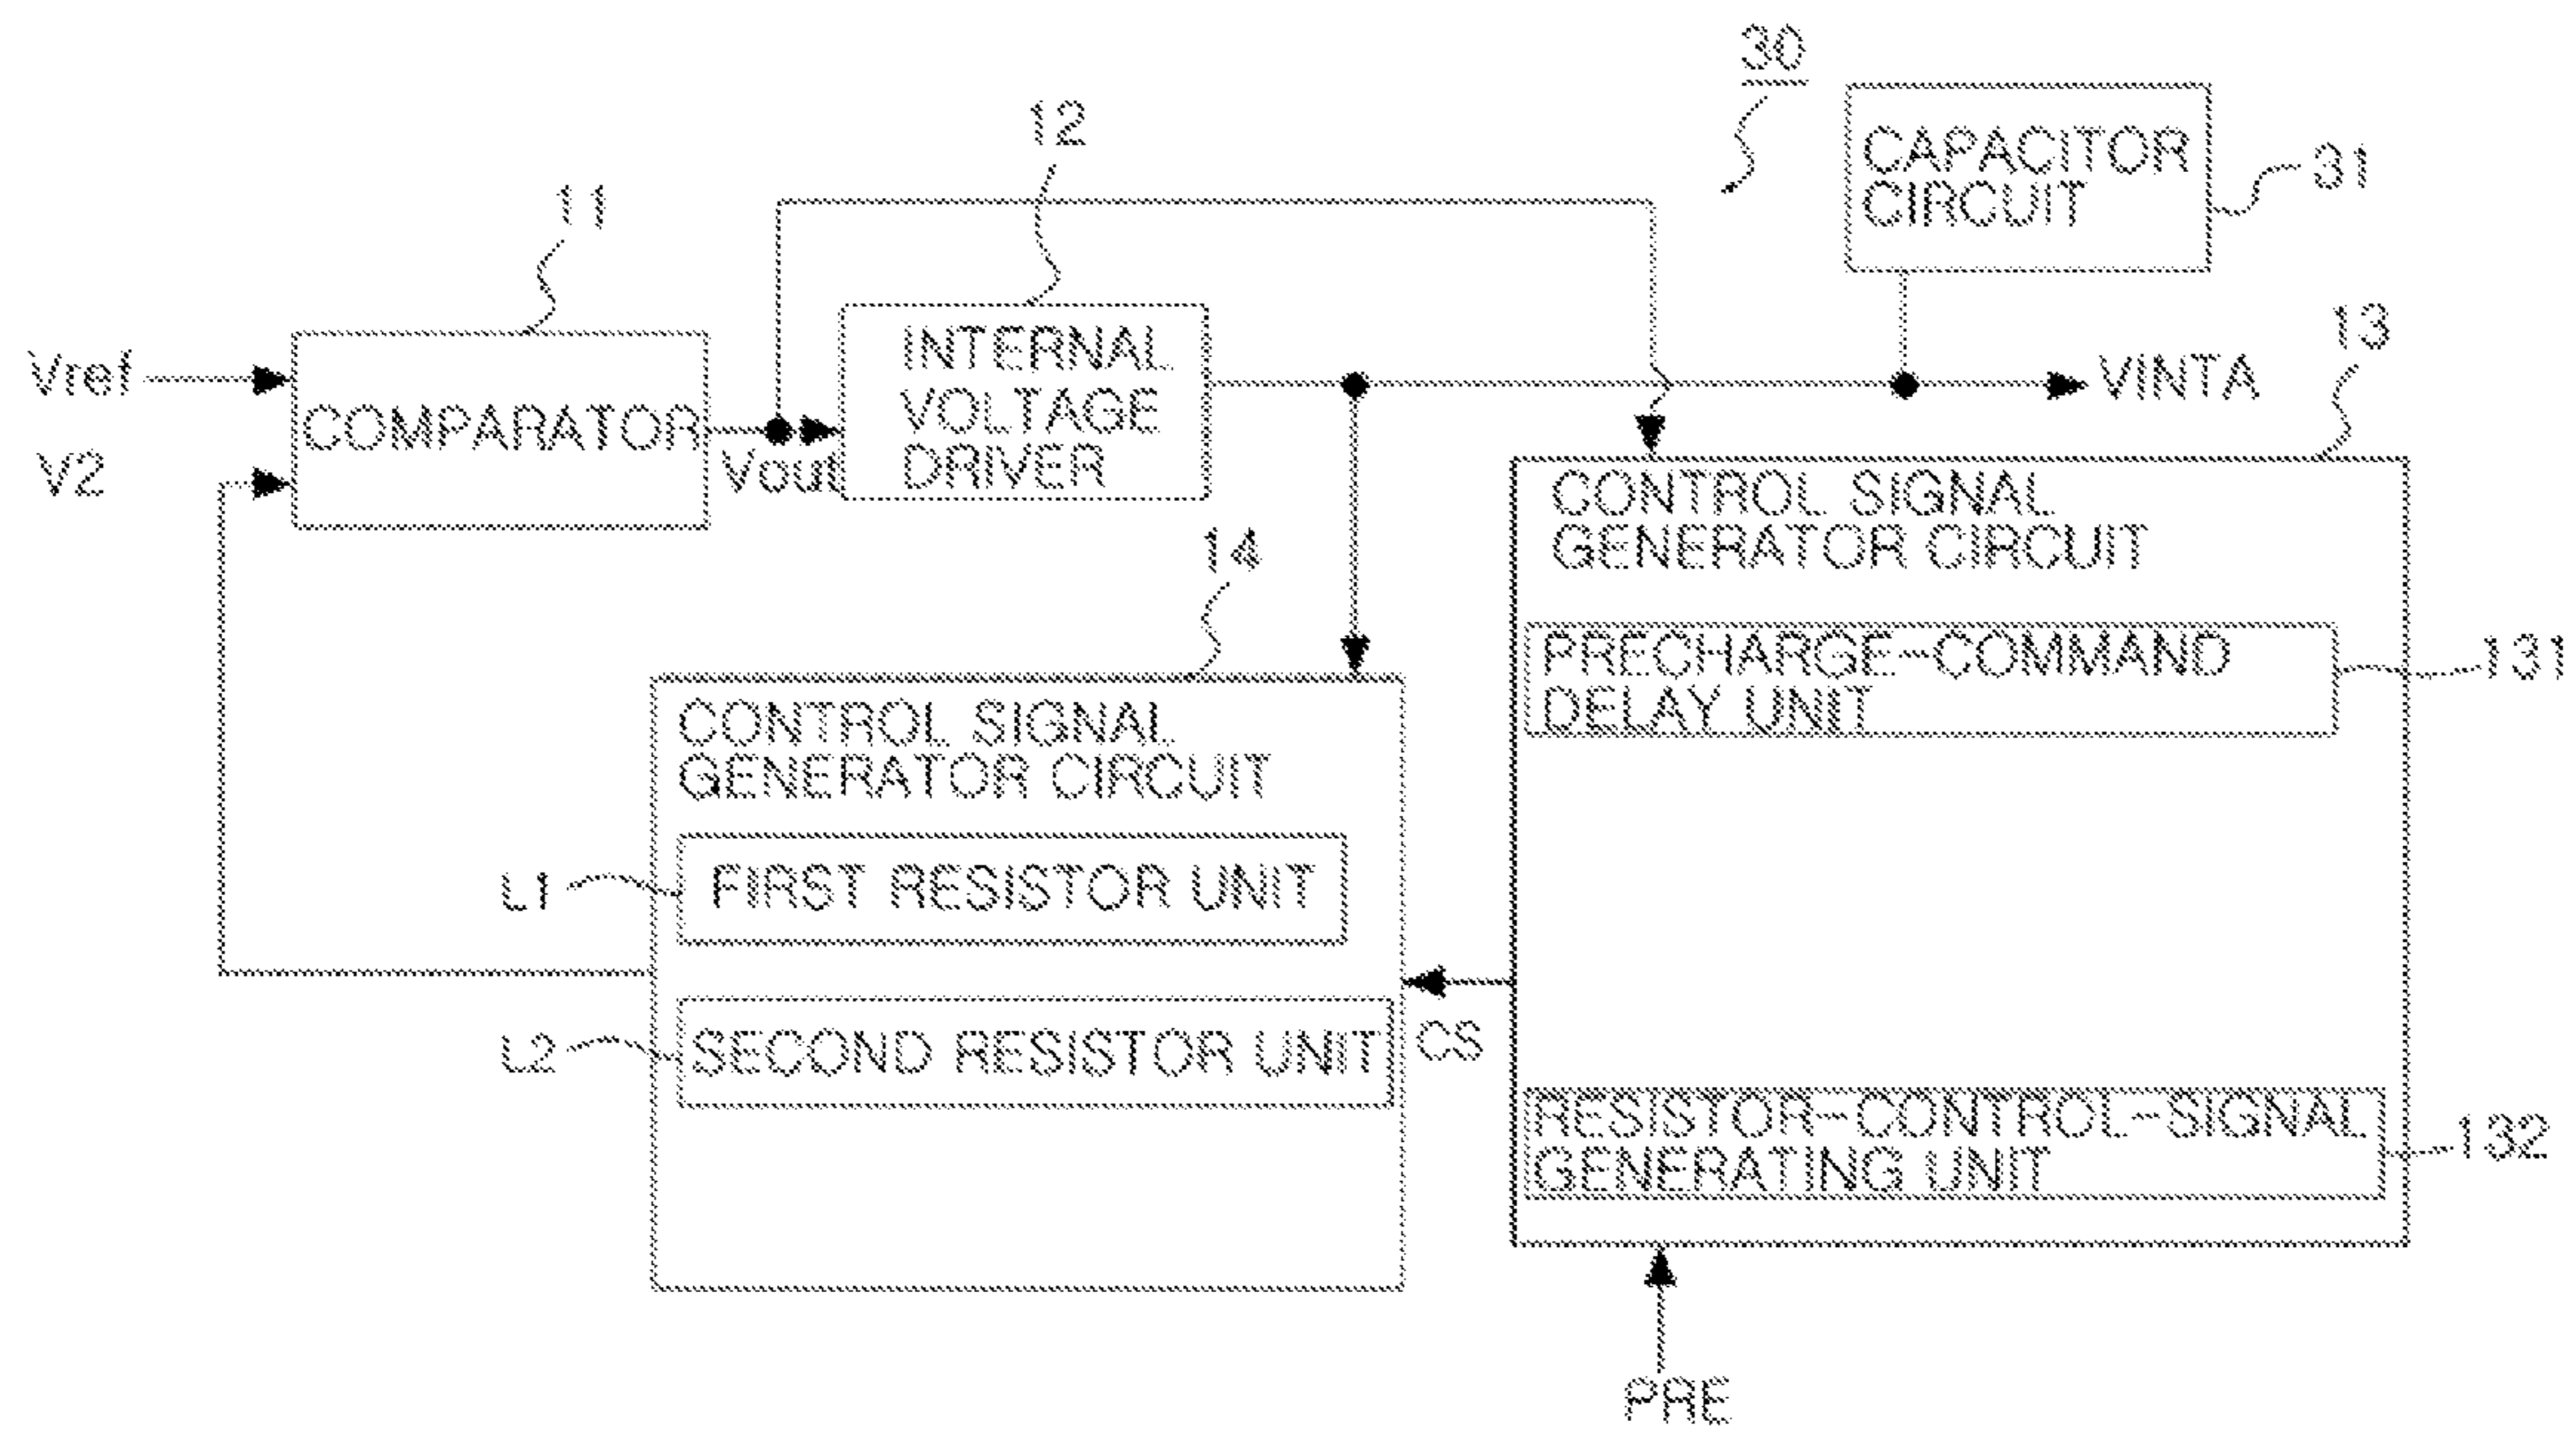 30
12
CAPACITOR
CIRCUIT
31
11
13
Vref
INTERNAL
VOLTAGE
DRIVER
VINTA
COMPARATOR
V2
Vout
CONTROL SIGNAL
GENERATOR CIRCUIT
14
PRECHARGE-COMMAND
DELAY UNIT
131
CONTROL SIGNAL
GENERATOR CIRCUIT
L1
FIRST RESISTOR UNIT
L2
SECOND RESISTOR UNIT
CS
RESISTOR-CONTROL-SIGNAL
GENERATING UNIT
132
PRE